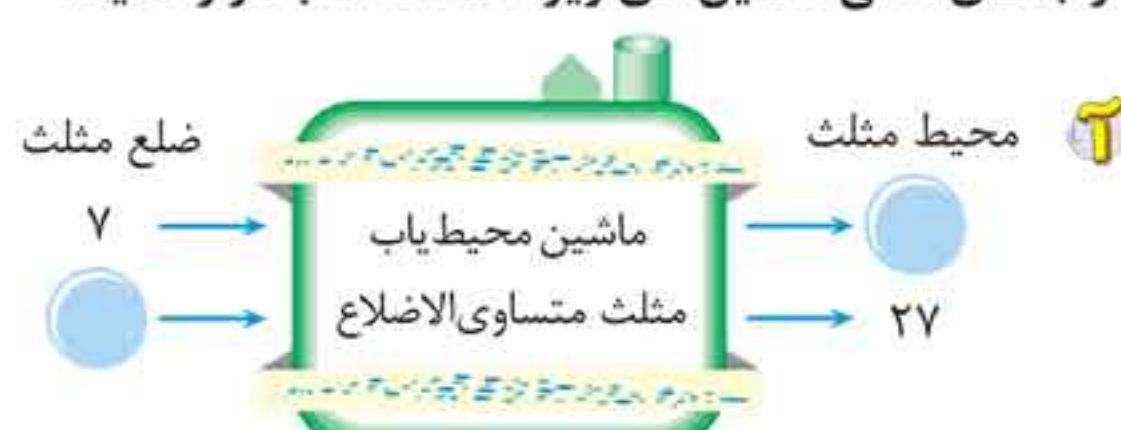 آ
محیط مثلث
ضلع مثلث
۷
ماشین محیط‌یاب
مثلث متساوی‌الاضلاع
۲۷